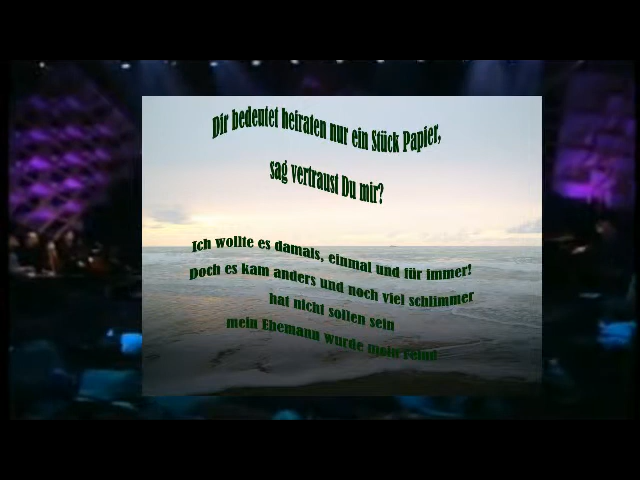 Dir bedeutet heiraten nur ein Stück Papier,
sag vertraust Du mir?
Ich wollte es damals, einmal und für immer!
Doch es kam anders und noch viel schlimmer
hat nicht sollen sein
mein Ehemann wurde mein Feind